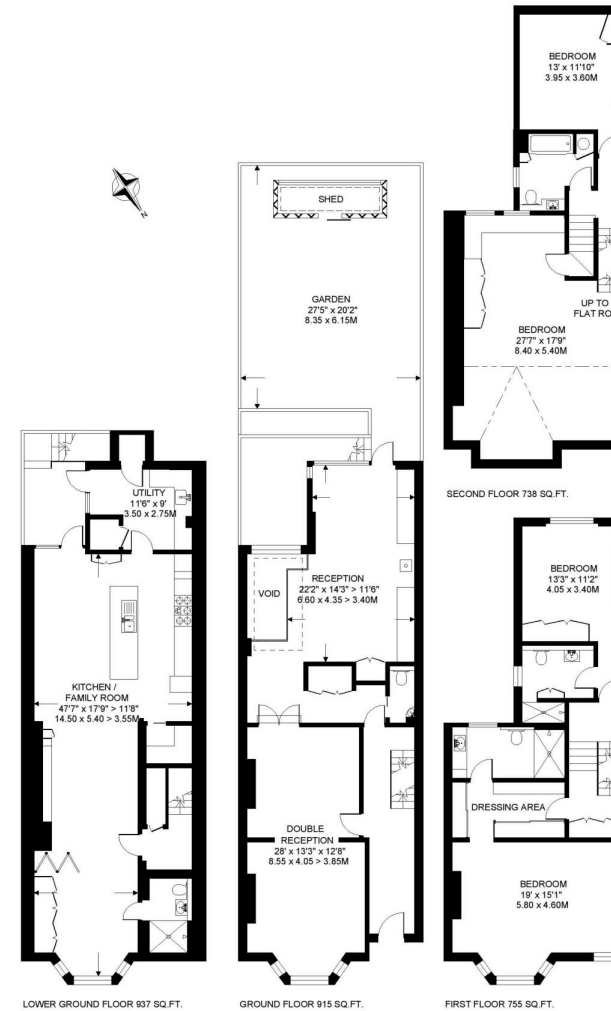 N
SHED
GARDEN
27'5" x 20'2"
8.35 x 6.15M
UTILITY
11'6" x 9'
3.50 x 2.75M
KITCHEN /
FAMILY ROOM
47'7" x 17'9" > 11'8"
14.50 x 5.40 > 3.55M
LOWER GROUND FLOOR 937 SQ.FT.
RECEPTION
22'2" x 14'3" > 11'6"
6.60 x 4.35 > 3.40M
VOID
DOUBLE
RECEPTION
28' x 13'3" x 12'8"
8.55 x 4.05 > 3.85M
GROUND FLOOR 915 SQ.FT.
BEDROOM
13' x 11'10"
3.95 x 3.60M
UP TO
FLAT RO
BEDROOM
27'7" x 17'9"
8.40 x 5.40M
SECOND FLOOR 738 SQ.FT.
BEDROOM
13'3" x 11'2"
4.05 x 3.40M
DRESSING AREA
BEDROOM
19' x 15'1"
5.80 x 4.60M
FIRST FLOOR 755 SQ.FT.